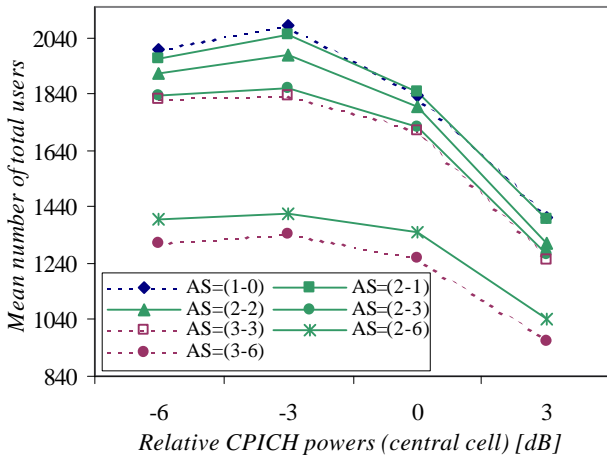 Mean number of total users
2040
1840
1640
1440
1240
1040
840
AS=(1-0) AS=(2-1)
AS=(2-2) AS=(2-3)
AS=(3-3) AS=(2-6)
AS=(3-6)
-6 -3 0 3
Relative CPICH powers (central cell) [dB]